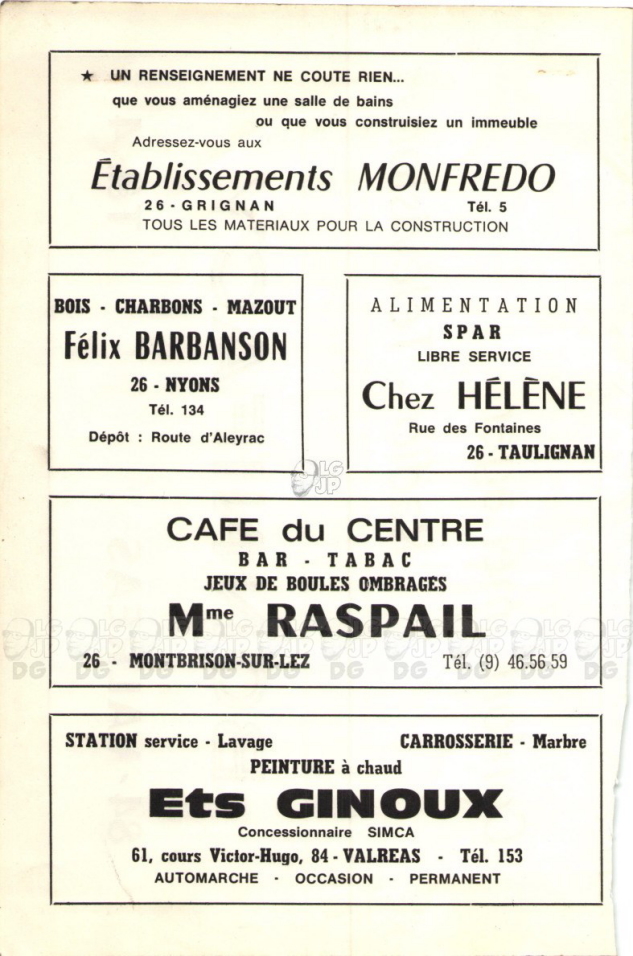 ★ UN RENSEIGNEMENT NE COUTE RIEN...
que vous aménagiez une salle de bains
ou que vous construisiez un immeuble
Adressez-vous aux
Établissements MONFREDO
26 - GRIGNAN Tél. 5
TOUS LES MATERIAUX POUR LA CONSTRUCTION
BOIS - CHARBONS - MAZOUT
Félix BARBANSON
26 - NYONS
Tél. 134
Dépôt : Route d'Aleyrac
ALIMENTATION
SPAR
LIBRE SERVICE
Chez HÉLÈNE
Rue des Fontaines
26 - TAULIGNAN
LG
JP
CAFE du CENTRE
BAR - TABAC
JEUX DE BOULES OMBRAGÉS
Mme RASPAIL
26 - MONTBRISON-SUR-LEZ Tél. (9) 46.56 59
STATION service - Lavage CARROSSERIE - Marbre
PEINTURE à chaud
Ets GINOUX
Concessionnaire SIMCA
61, cours Victor-Hugo, 84 - VALREAS - Tél. 153
AUTOMARCHE - OCCASION - PERMANENT